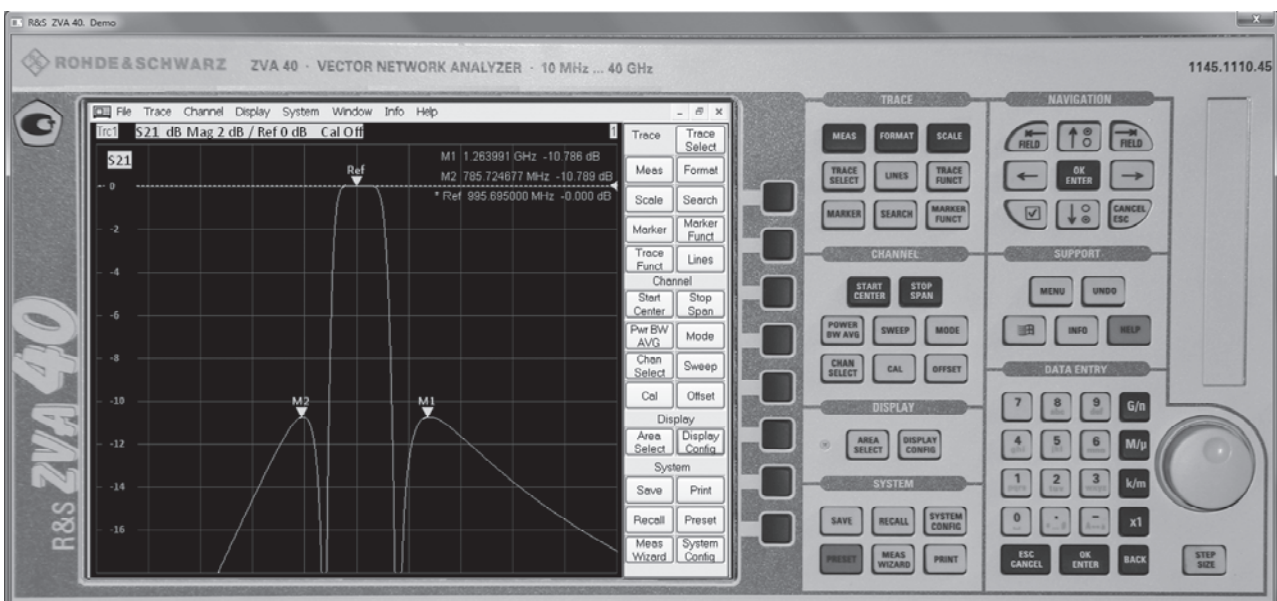 R&S ZVA 40. Demo
ROHDE&SCHWARZ ZVA 40 · VECTOR NETWORK ANALYZER · 10 MHz ... 40 GHz
1145.1110.45
File Trace Channel Display System Window Info Help
Trc1 S21 dB Mag 2 dB / Ref 0 dB Cal Off 1
S21
M1 1.263991 GHz -10.786 dB
M2 785.724677 MHz -10.789 dB
* Ref 995.695000 MHz -0.000 dB
Ref
M2
M1
0
-2
-4
-6
-8
-10
-12
-14
-16
Trace
Trace Select
Meas
Format
Scale
Search
Marker
Marker Funct
Trace Funct
Lines
Channel
Start Center
Stop Span
Pwr BW AVG
Mode
Chan Select
Sweep
Cal
Offset
Display
Area Select
Display Config
System
Save
Print
Recall
Preset
Meas Wizard
System Config
R&S ZVA 40
TRACE
MEAS
FORMAT
SCALE
TRACE SELECT
LINES
TRACE FUNCT
MARKER
SEARCH
MARKER FUNCT
CHANNEL
START CENTER
STOP SPAN
POWER BW AVG
SWEEP
MODE
CHAN SELECT
CAL
OFFSET
DISPLAY
AREA SELECT
DISPLAY CONFIG
SYSTEM
SAVE
RECALL
SYSTEM CONFIG
PRESET
MEAS WIZARD
PRINT
NAVIGATION
FIELD
FIELD
OK ENTER
CANCEL ESC
SUPPORT
MENU
UNDO
INFO
HELP
DATA ENTRY
7
8
9
G/n
4
5
6
M/μ
1
2
3
k/m
0
.
-
x1
ESC CANCEL
OK ENTER
BACK
STEP SIZE